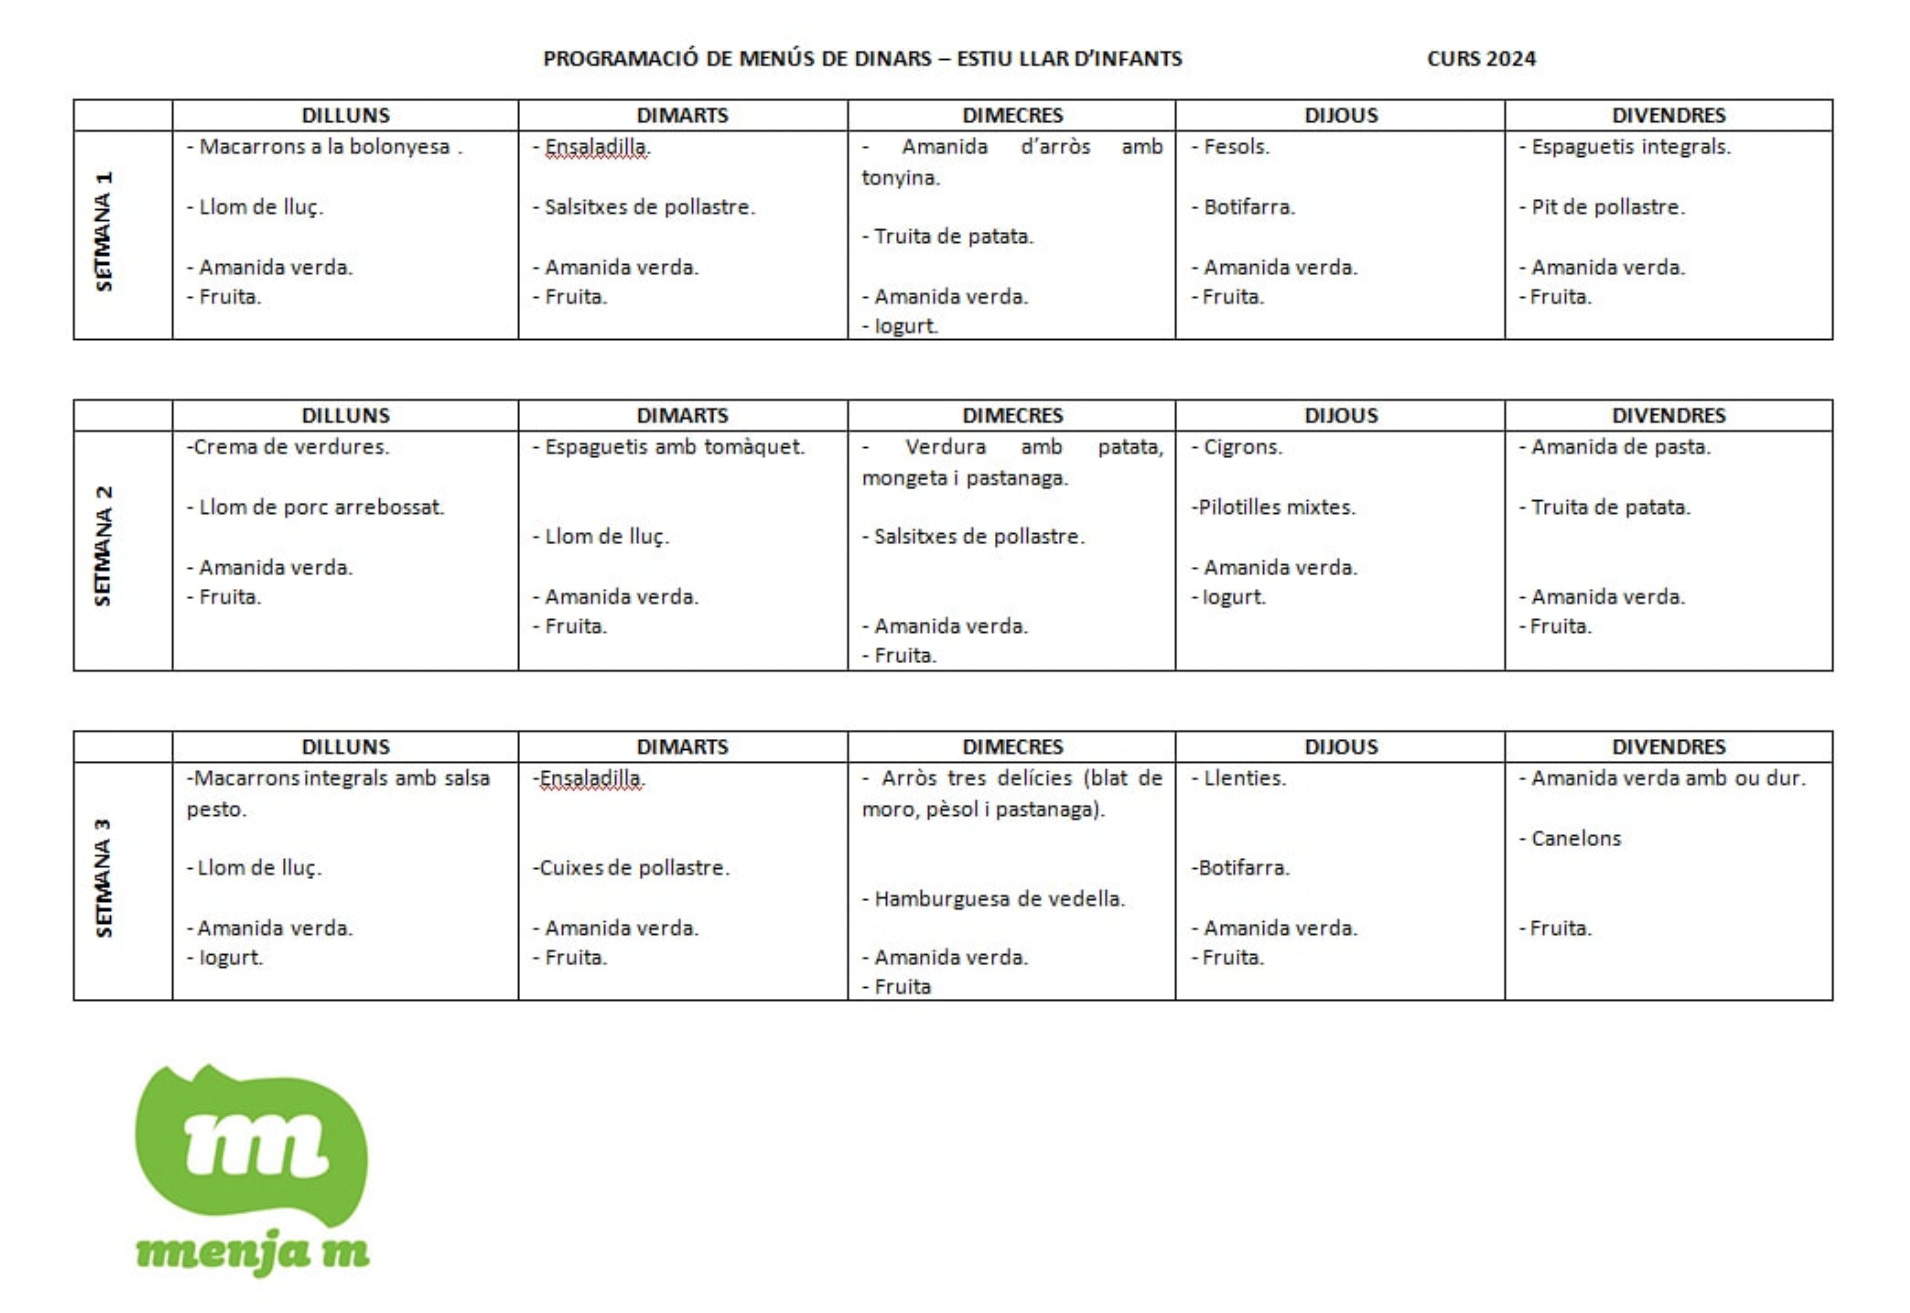 PROGRAMACIÓ DE MENÚS DE DINARS – ESTIU LLAR D'INFANTS CURS 2024
DILLUNS DIMARTS DIMECRES DIJOUS DIVENDRES
SETMANA 1
- Macarrons a la bolonyesa .
- Llom de lluç.
- Amanida verda.
- Fruita.
- Ensaladilla.
- Salsitxes de pollastre.
- Amanida verda.
- Fruita.
- Amanida d'arròs amb
tonyina.
- Truita de patata.
- Amanida verda.
- Iogurt.
- Fesols.
- Botifarra.
- Amanida verda.
- Fruita.
- Espaguetis integrals.
- Pit de pollastre.
- Amanida verda.
- Fruita.
DILLUNS DIMARTS DIMECRES DIJOUS DIVENDRES
SETMANA 2
-Crema de verdures.
- Llom de porc arrebossat.
- Amanida verda.
- Fruita.
- Espaguetis amb tomàquet.
- Llom de lluç.
- Amanida verda.
- Fruita.
- Verdura amb patata,
mongeta i pastanaga.
- Salsitxes de pollastre.
- Amanida verda.
- Fruita.
- Cigrons.
-Pilotilles mixtes.
- Amanida verda.
- Iogurt.
- Amanida de pasta.
- Truita de patata.
- Amanida verda.
- Fruita.
DILLUNS DIMARTS DIMECRES DIJOUS DIVENDRES
SETMANA 3
-Macarrons integrals amb salsa
pesto.
- Llom de lluç.
- Amanida verda.
- Iogurt.
-Ensaladilla.
-Cuixes de pollastre.
- Amanida verda.
- Fruita.
- Arròs tres delícies (blat de
moro, pèsol i pastanaga).
- Hamburguesa de vedella.
- Amanida verda.
- Fruita
- Llenties.
-Botifarra.
- Amanida verda.
- Fruita.
- Amanida verda amb ou dur.
- Canelons
- Fruita.
m
menja m